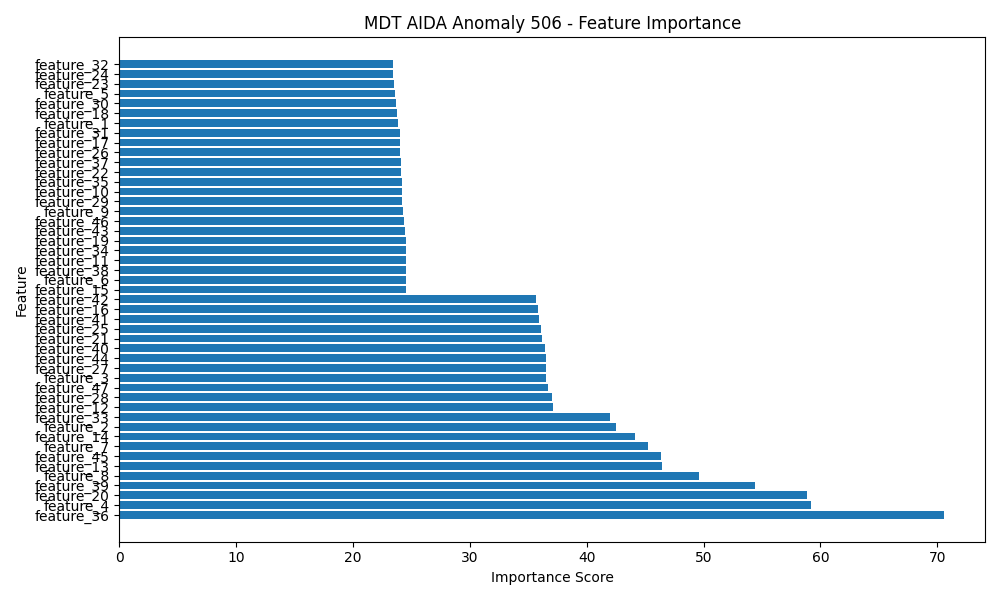 MDT AIDA Anomaly 506 - Feature Importance
feature_32
feature_24
feature_23
feature_5
feature_30
feature_18
feature_1
feature_31
feature_17
feature_26
feature_37
feature_22
feature_35
feature_10
feature_29
feature_9
feature_46
feature_43
feature_19
feature_34
feature_11
feature_38
feature_6
feature_15
feature_42
feature_16
feature_41
feature_25
feature_21
feature_40
feature_44
feature_27
feature_3
feature_47
feature_28
feature_12
feature_33
feature_2
feature_14
feature_7
feature_45
feature_13
feature_8
feature_39
feature_20
feature_4
feature_36
Feature
0 10 20 30 40 50 60 70
Importance Score